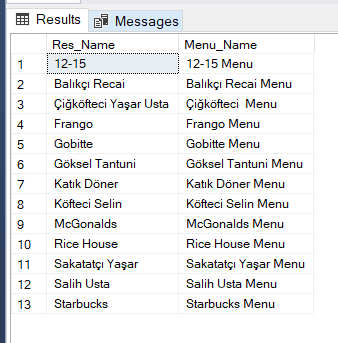 Results Messages
Res_Name Menu_Name
1 12-15 12-15 Menu
2 Balıkçı Recai Balıkçı Recai Menu
3 Çiğköfteci Yaşar Usta Çiğköfteci  Menu
4 Frango Frango Menu
5 Gobitte Gobitte Menu
6 Göksel Tantuni Göksel Tantuni Menu
7 Katık Döner Katık Döner Menu
8 Köfteci Selin Köfteci Selin Menu
9 McGonalds McGonalds Menu
10 Rice House Rice House Menu
11 Sakatatçı Yaşar Sakatatçı Yaşar Menu
12 Salih Usta Salih Usta Menu
13 Starbucks Starbucks Menu